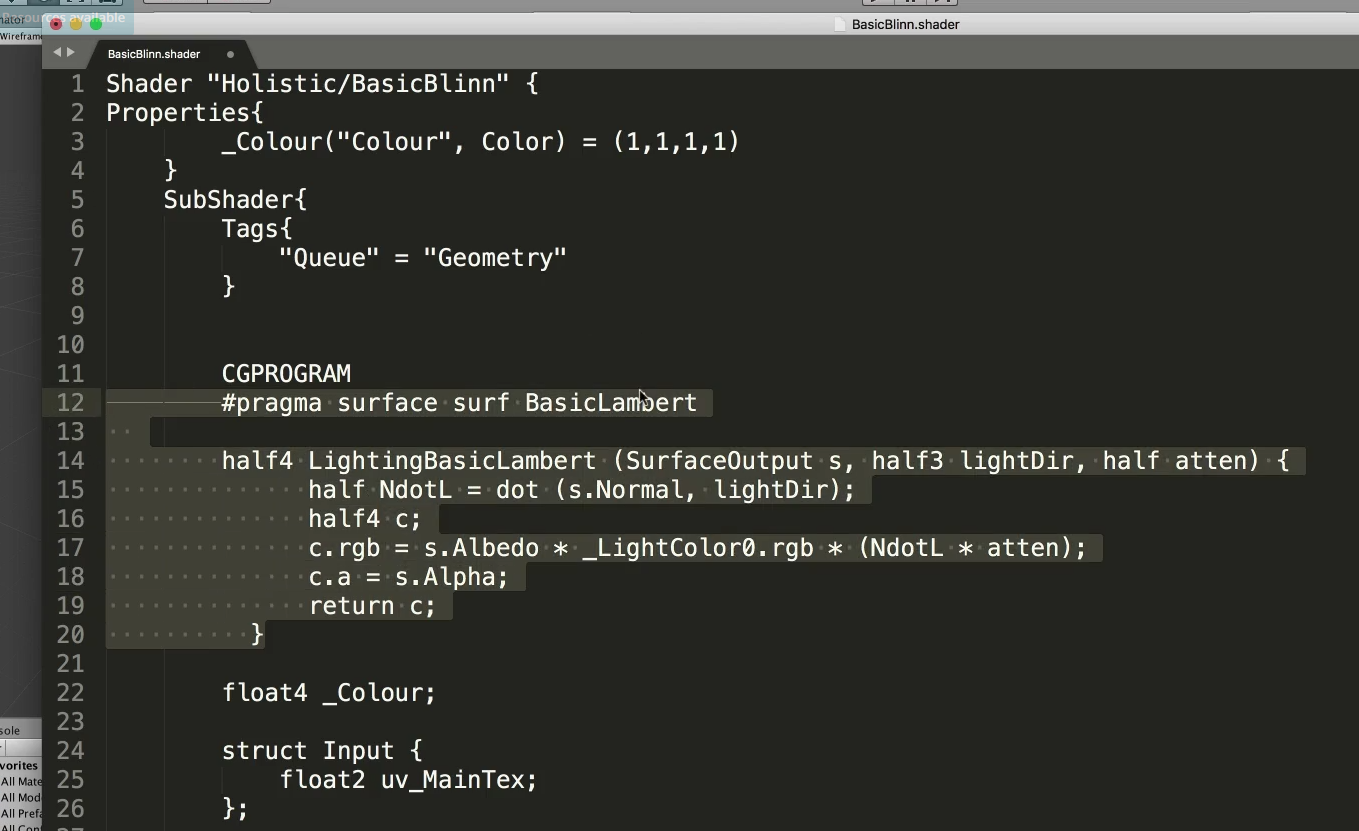 Resources available
nator
Wireframe
BasicBlinn.shader
BasicBlinn.shader
1 Shader "Holistic/BasicBlinn" {
2 Properties{
3 _Colour("Colour", Color) = (1,1,1,1)
4 }
5 SubShader{
6 Tags{
7 "Queue" = "Geometry"
8 }
9
10
11 CGPROGRAM
12 #pragma surface surf BasicLambert
13
14 half4 LightingBasicLambert (SurfaceOutput s, half3 lightDir, half atten) {
15 half NdotL = dot (s.Normal, lightDir);
16 half4 c;
17 c.rgb = s.Albedo * _LightColor0.rgb * (NdotL * atten);
18 c.a = s.Alpha;
19 return c;
20 }
21
22 float4 _Colour;
23
24 struct Input {
25 float2 uv_MainTex;
26 };
27
sole
vorites
All Mate
All Mod
All Prefa
All Con